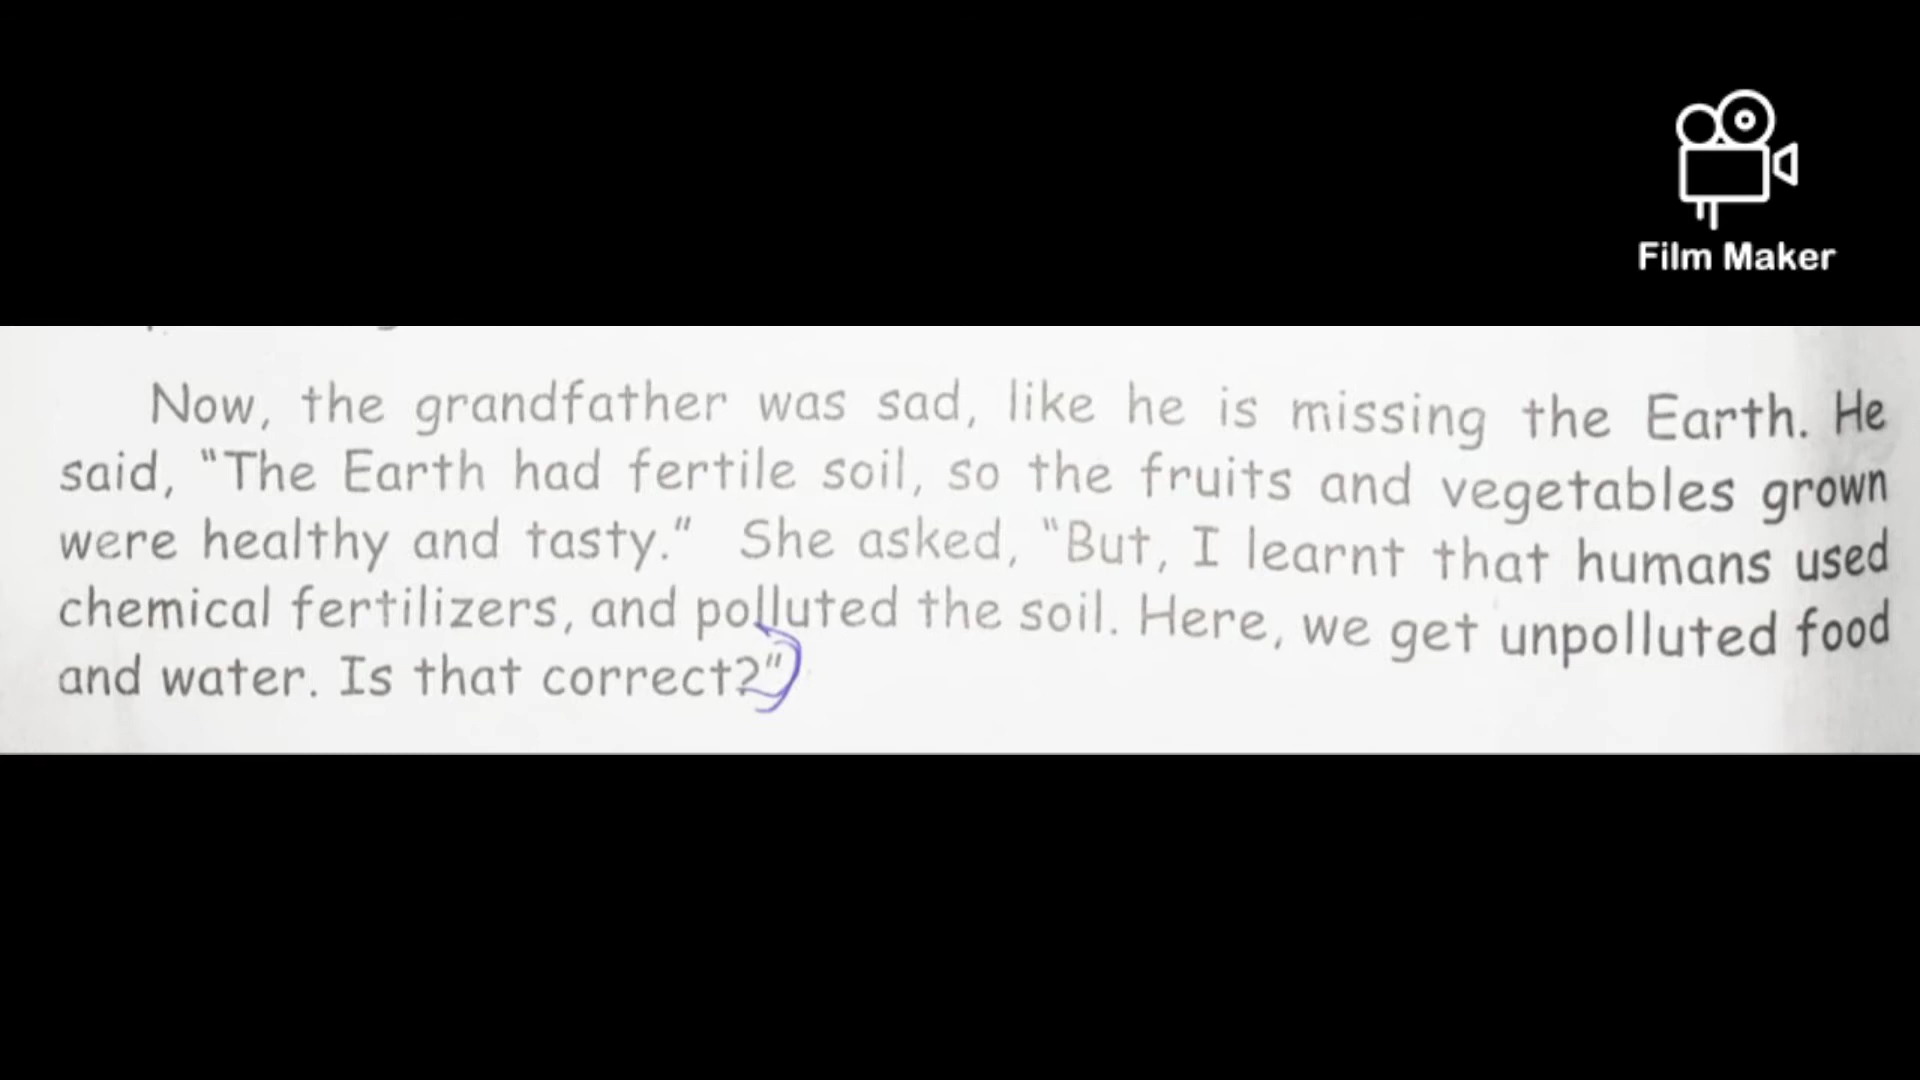 Film Maker
Now, the grandfather was sad, like he is missing the Earth. He
said, “The Earth had fertile soil, so the fruits and vegetables grown
were healthy and tasty.” She asked, “But, I learnt that humans used
chemical fertilizers, and polluted the soil. Here, we get unpolluted food
and water. Is that correct?”